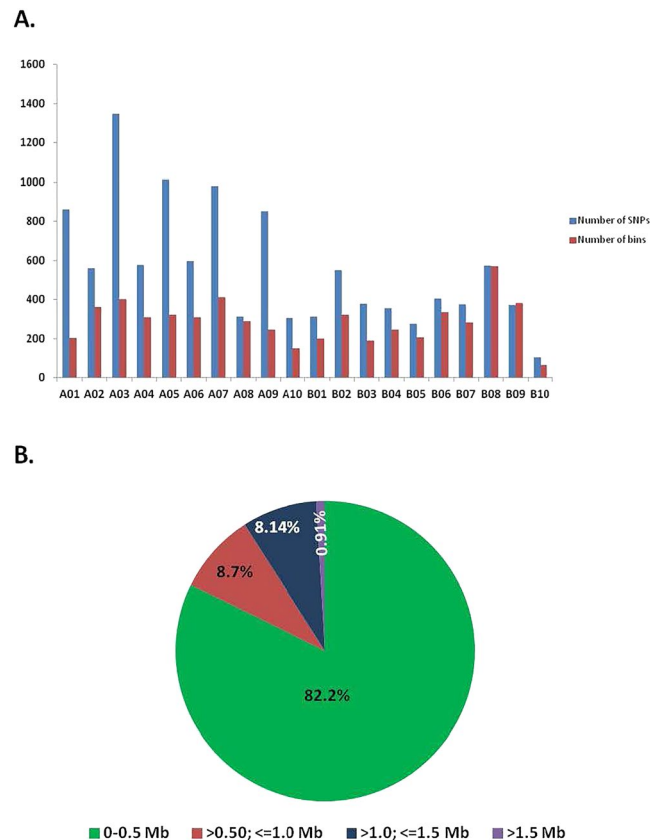 A.
1600
1400
1200
1000
800
600
400
200
0
A01 A02 A03 A04 A05 A06 A07 A08 A09 A10 B01 B02 B03 B04 B05 B06 B07 B08 B09 B10
Number of SNPs
Number of bins
B.
0.91%
8.14%
8.7%
82.2%
0-0.5 Mb >0.50; <=1.0 Mb >1.0; <=1.5 Mb >1.5 Mb